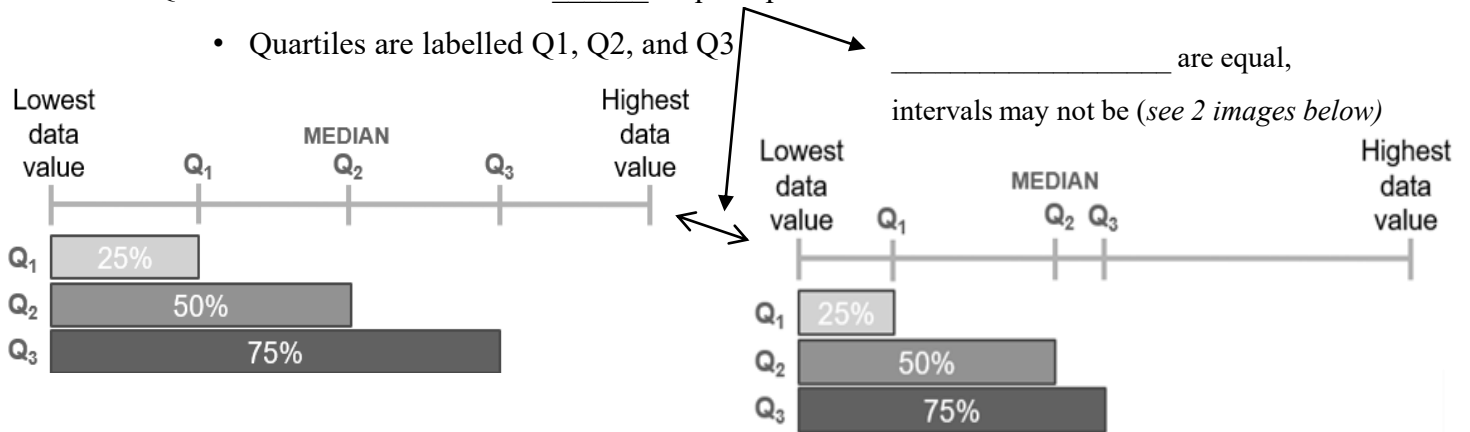 • Quartiles are labelled Q1, Q2, and Q3
___________________ are equal,
intervals may not be (see 2 images below)
Lowest
data
value
Q₁
MEDIAN
Q₂
Q₃
Highest
data
value
Q₁ 25%
Q₂ 50%
Q₃ 75%
Lowest
data
value
Q₁
MEDIAN
Q₂ Q₃
Highest
data
value
Q₁ 25%
Q₂ 50%
Q₃ 75%